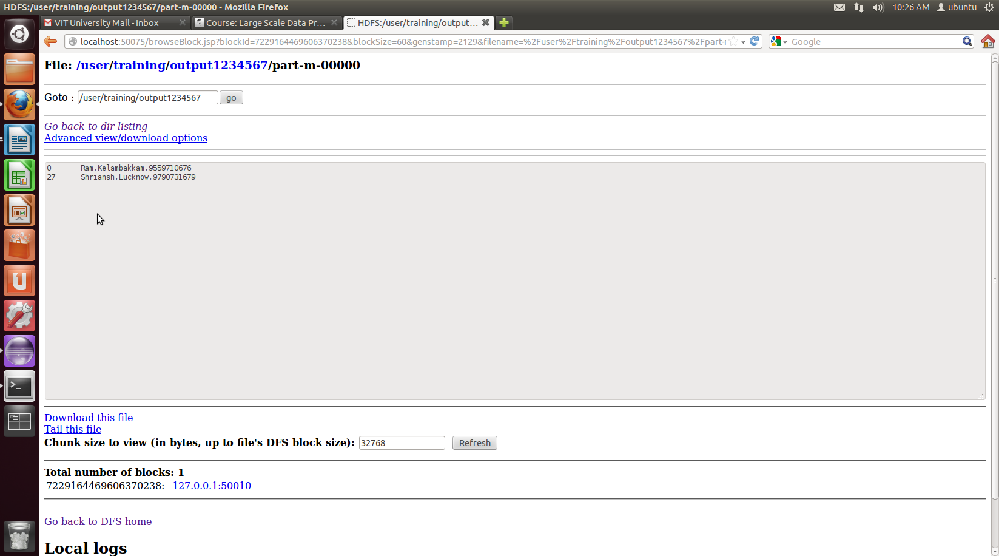 HDFS:/user/training/output1234567/part-m-00000 - Mozilla Firefox
10:26 AM ubuntu
VIT University Mail - Inbox
Course: Large Scale Data Pr...
HDFS:/user/training/output...
localhost:50075/browseBlock.jsp?blockId=7229164469606370238&blockSize=60&genstamp=2129&filename=%2Fuser%2Ftraining%2Foutput1234567%2Fpart-
Google
File: /user/training/output1234567/part-m-00000
Goto : /user/training/output1234567 go
Go back to dir listing
Advanced view/download options
0 Ram,Kelambakkam,9559710676
27 Shriansh,Lucknow,9790731679
Download this file
Tail this file
Chunk size to view (in bytes, up to file's DFS block size): 32768 Refresh
Total number of blocks: 1
7229164469606370238: 127.0.0.1:50010
Go back to DFS home
Local logs